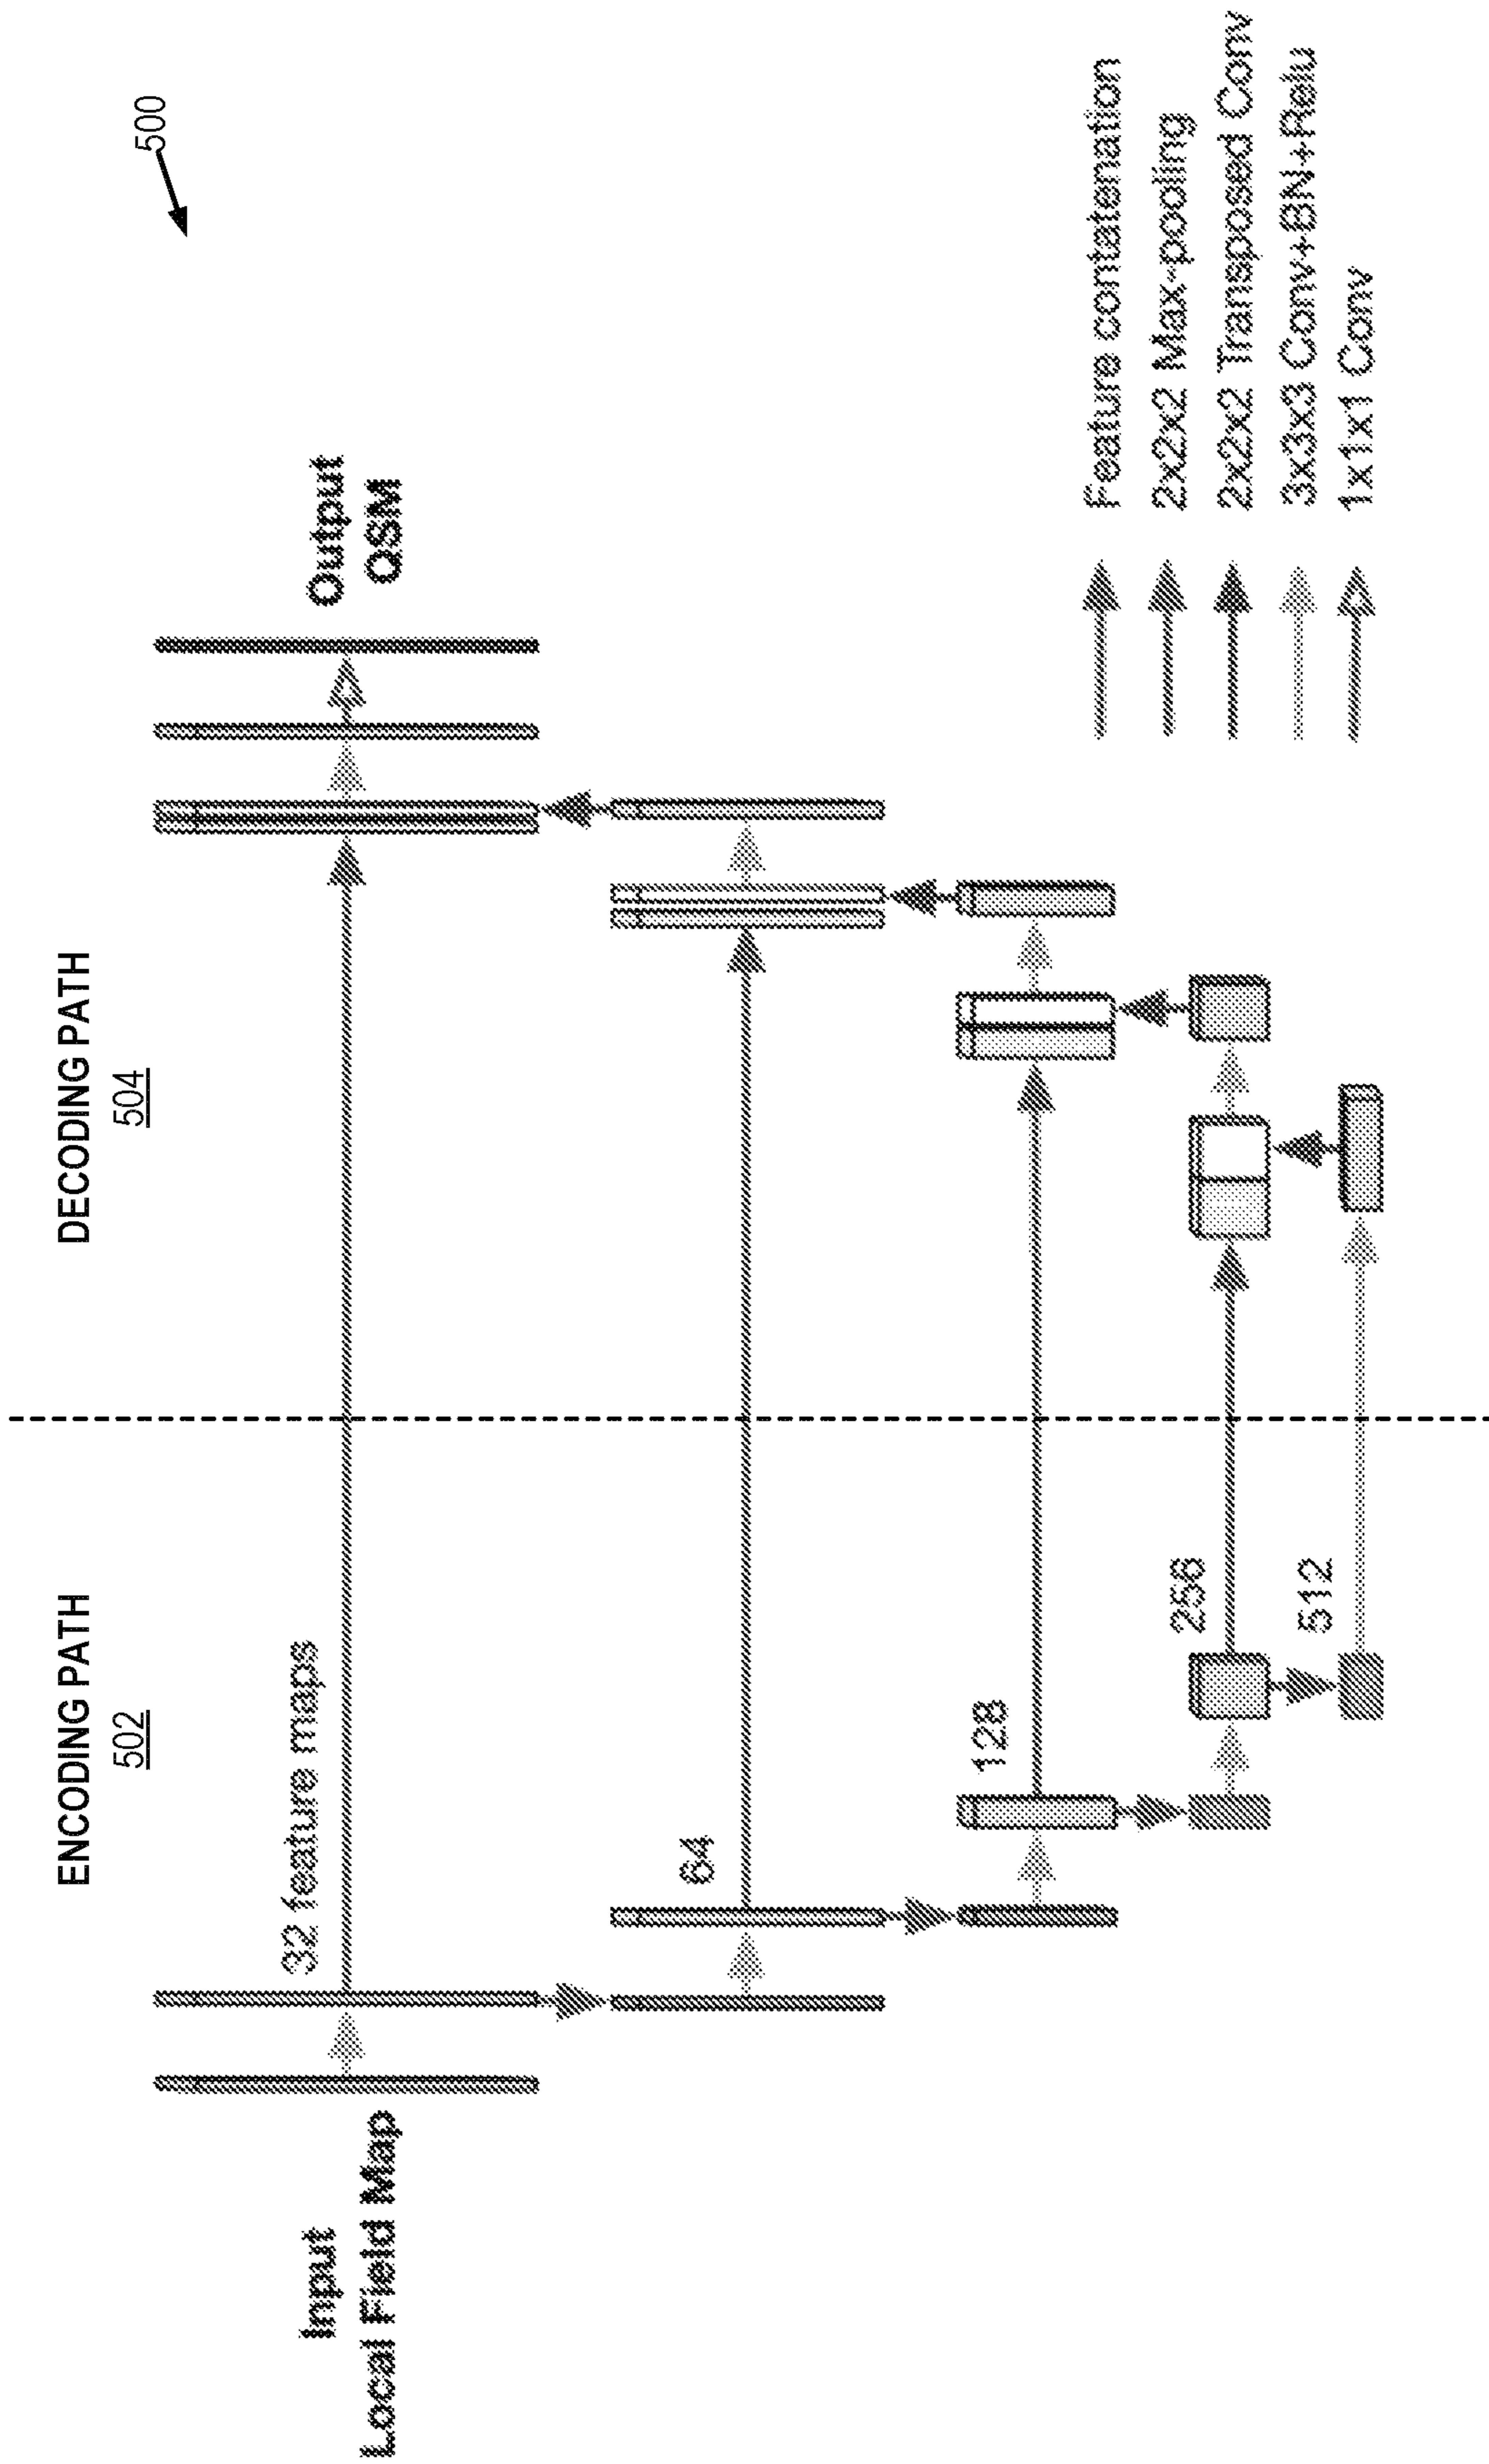 500
ENCODING PATH
502
DECODING PATH
504
Input
Local Field Map
32 feature maps
64
128
256
512
Output
QSM
Feature contatenation
2x2x2 Max-pooling
2x2x2 Transposed Conv
3x3x3 Conv+BN+Relu
1x1x1 Conv